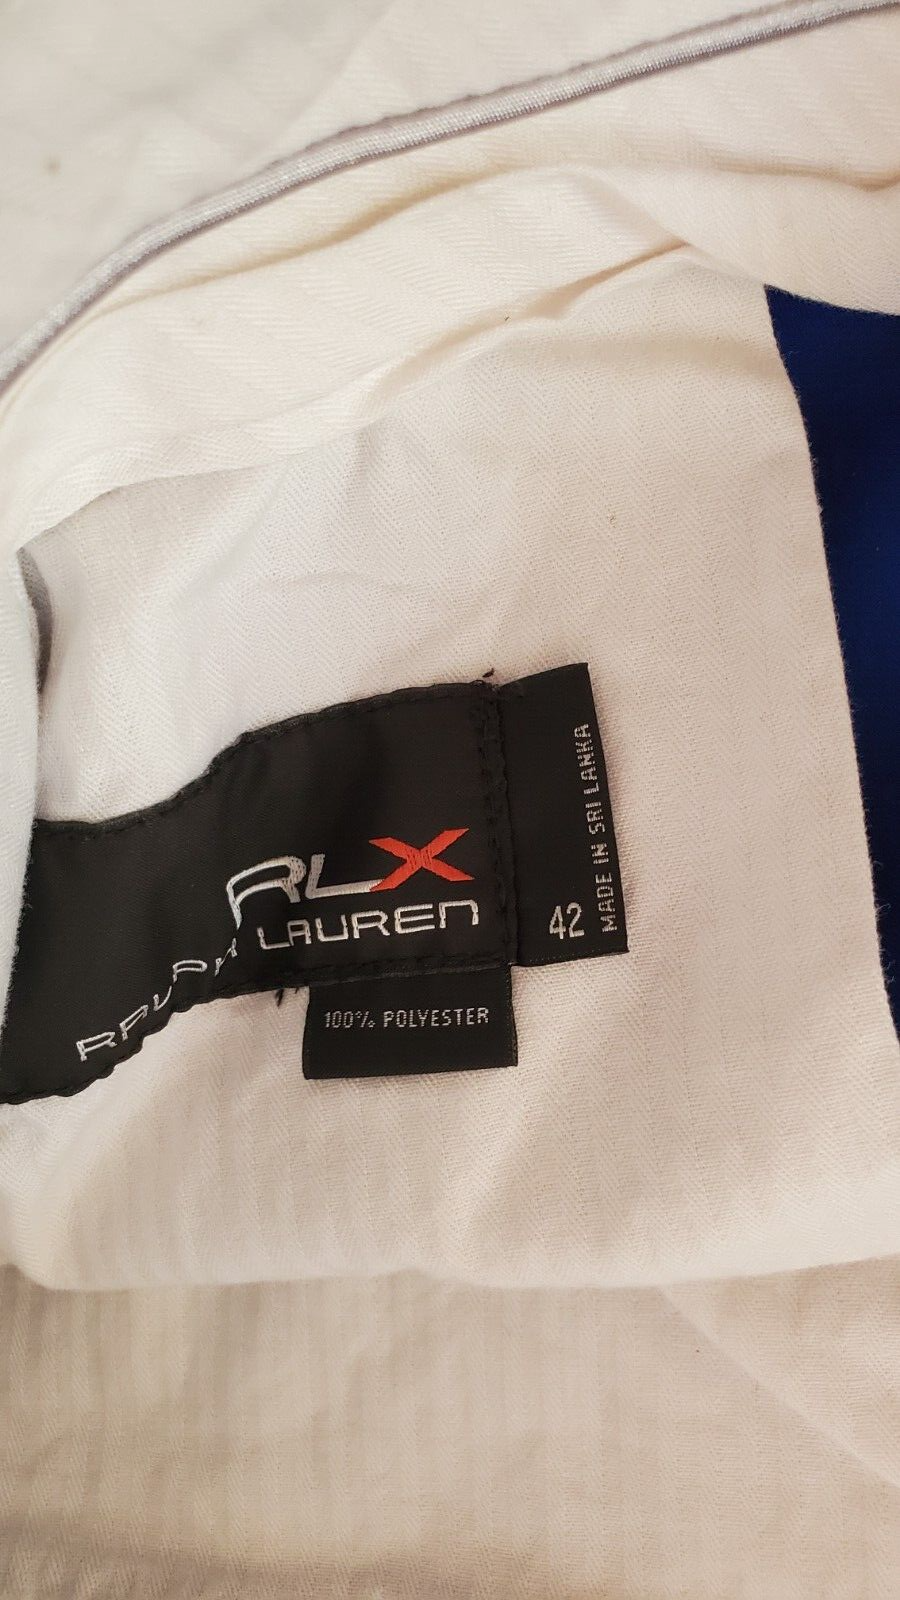 RLX
RALPH LAUREN
42
MADE IN SRI LANKA
100% POLYESTER